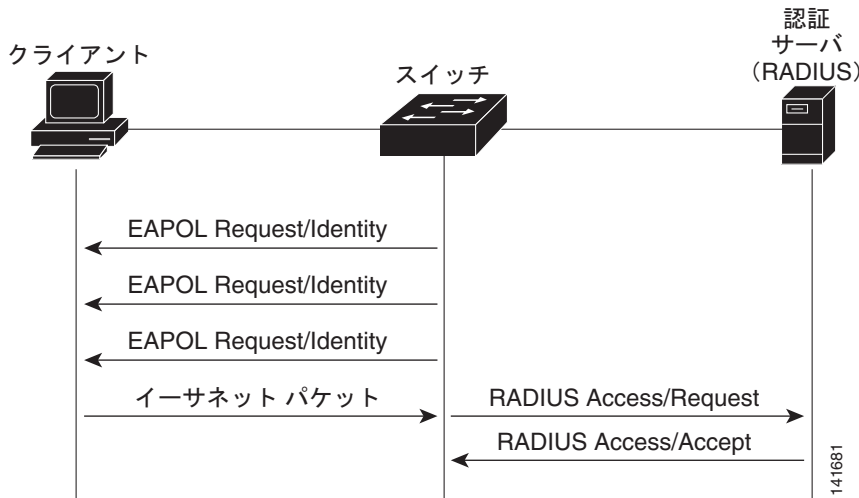 クライアント
スイッチ
認証
サーバ
（RADIUS）
EAPOL Request/Identity
EAPOL Request/Identity
EAPOL Request/Identity
イーサネット パケット
RADIUS Access/Request
RADIUS Access/Accept
141681